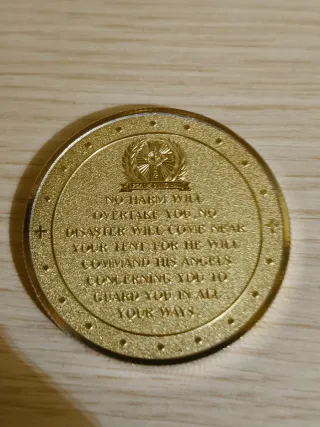 NO HARM WILL
OVERTAKE YOU, NO
DISASTER WILL COME NEAR
YOUR TENT. FOR HE WILL
COMMAND HIS ANGELS
CONCERNING YOU TO
GUARD YOU IN ALL
YOUR WAYS.